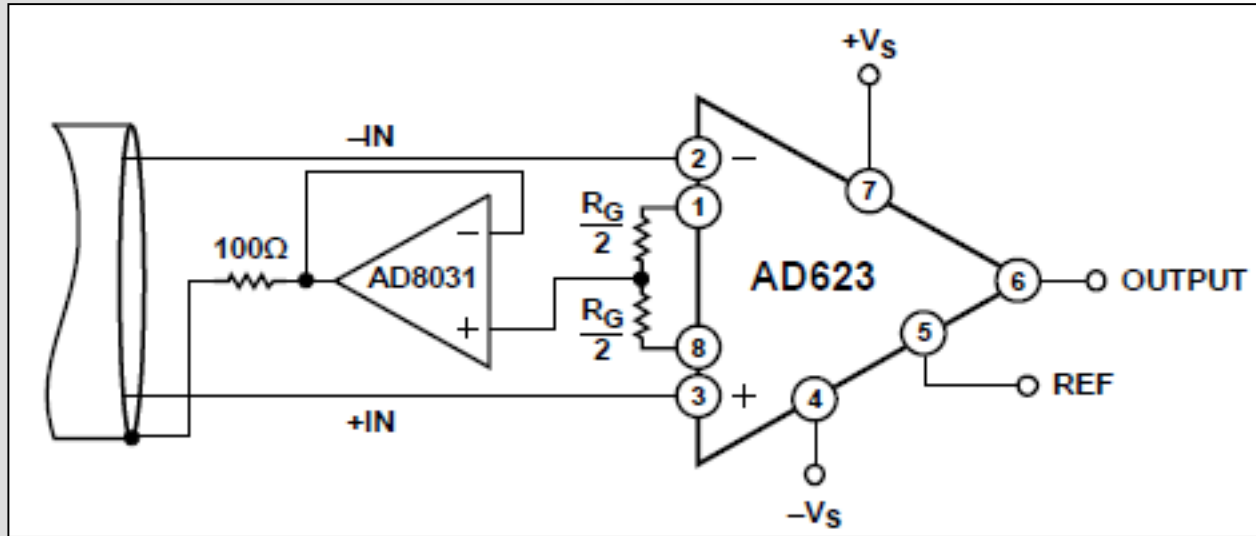 +VS
–IN
2
–
7
1
RG
2
100Ω
–
AD8031
+
AD623
6
OUTPUT
RG
2
8
5
REF
3
+
4
+IN
–VS